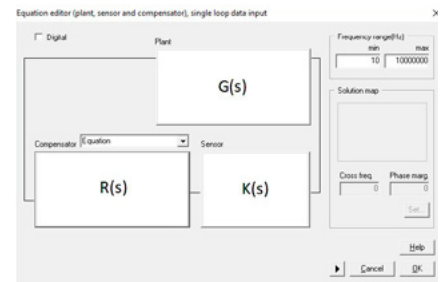 Equation editor (plant, sensor and compensator), single loop data input
Digital
Plant
G(s)
Compensator Equation
R(s)
Sensor
K(s)
Frequency range(Hz)
min max
10 10000000
Solution map
Cross freq. Phase marg.
0 0
Set...
Help
Cancel OK